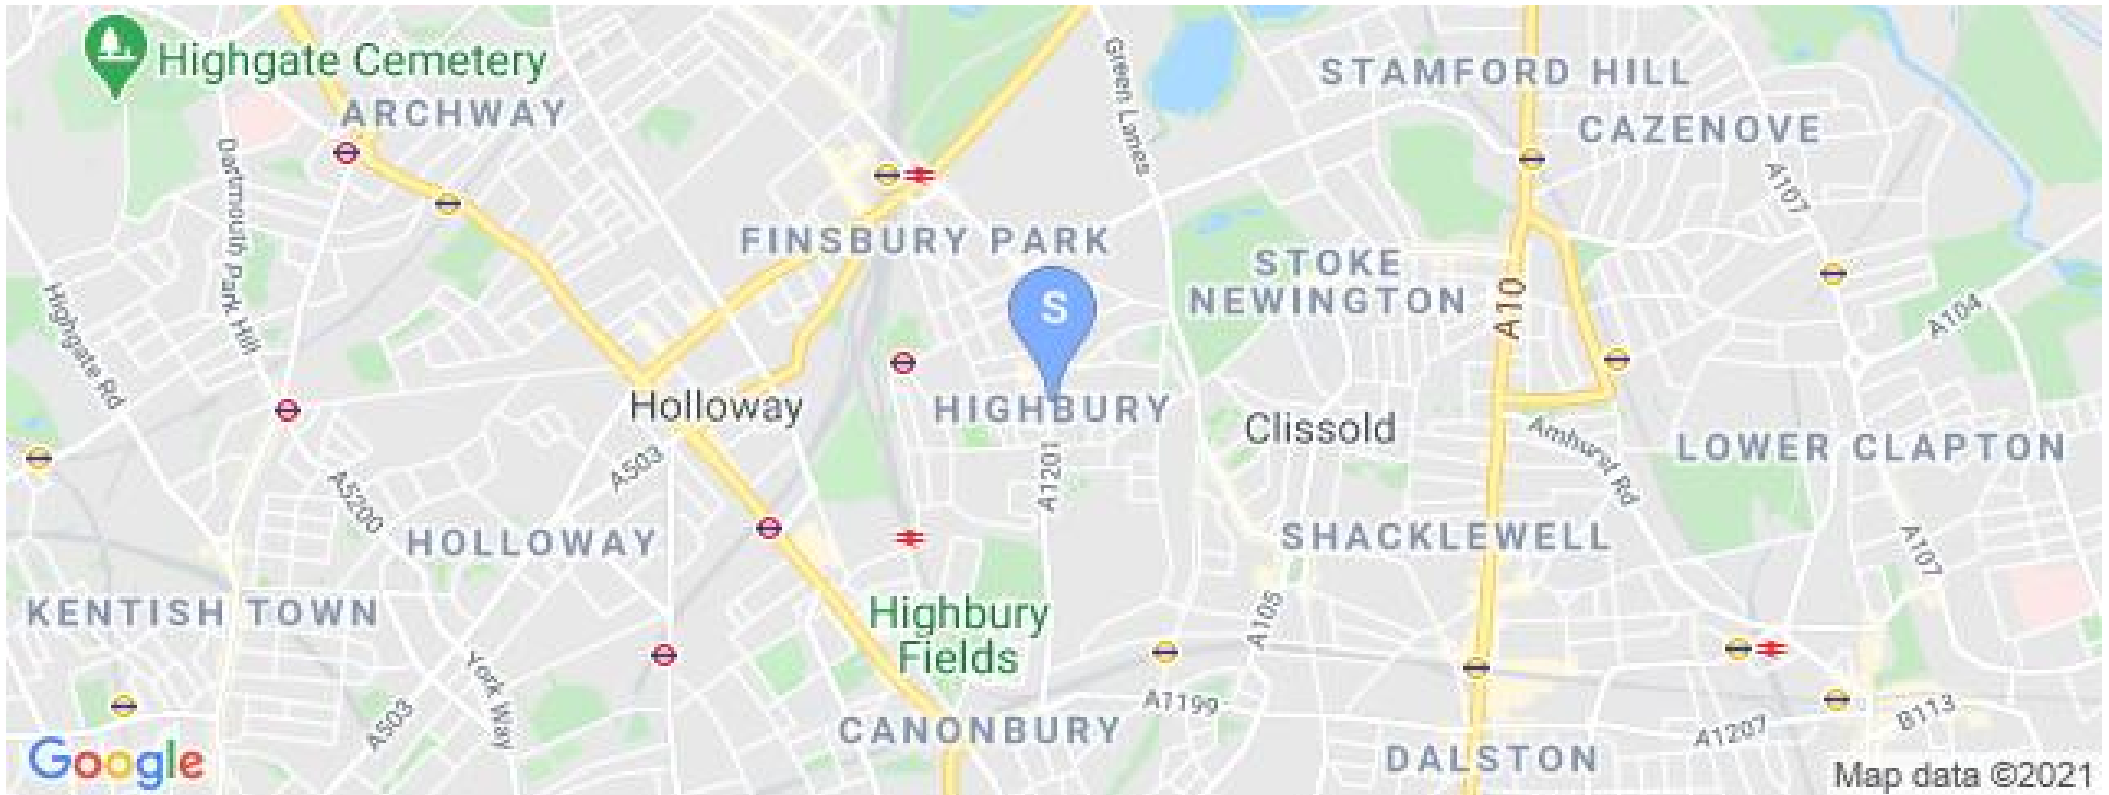 Highgate Cemetery
ARCHWAY
Dartmouth Park Hill
Highgate Rd
Green Lanes
STAMFORD HILL
CAZENOVE
A107
FINSBURY PARK
S
STOKE
NEWINGTON
A10
A104
Holloway
HIGHBURY
Clissold
Amhurst Rd
LOWER CLAPTON
A503
A5200
A1201
HOLLOWAY
SHACKLEWELL
A107
KENTISH TOWN
Highbury
Fields
A105
York Way
A503
A1199
CANONBURY
DALSTON
A1207
B113
Google
Map data ©2021